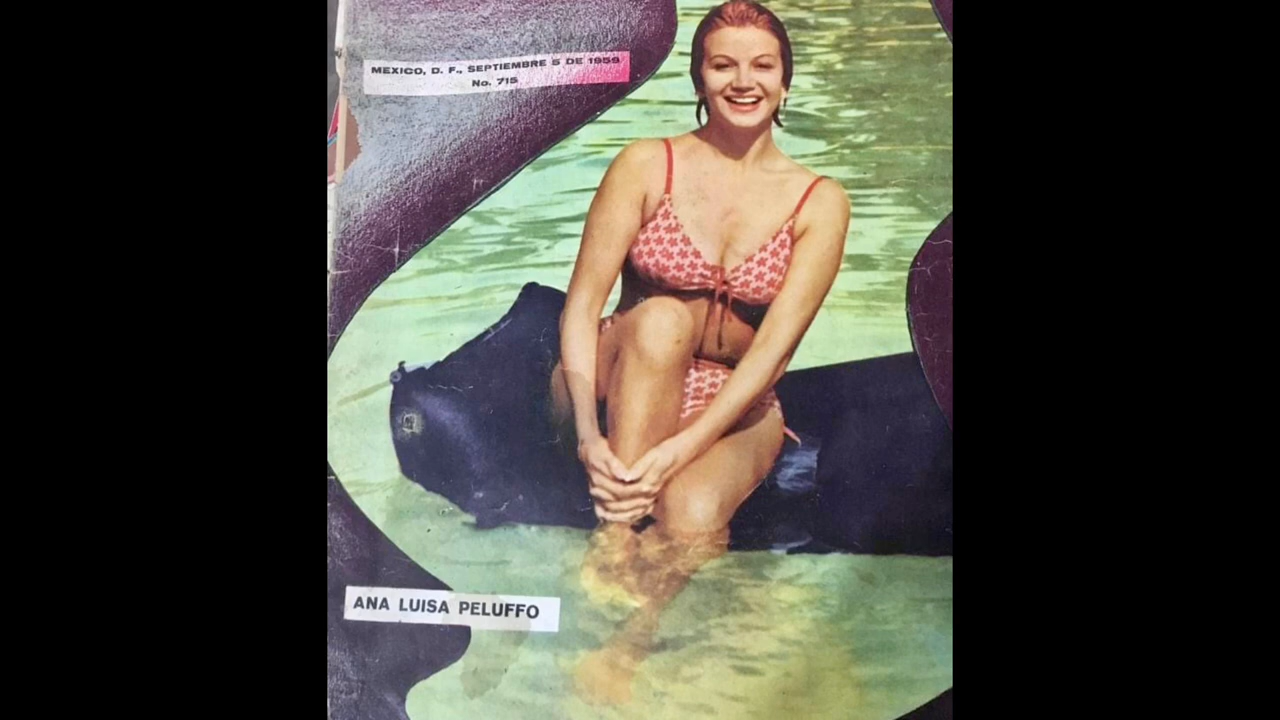 MEXICO, D. F., SEPTIEMBRE 5 DE 1959
No. 715
ANA LUISA PELUFFO